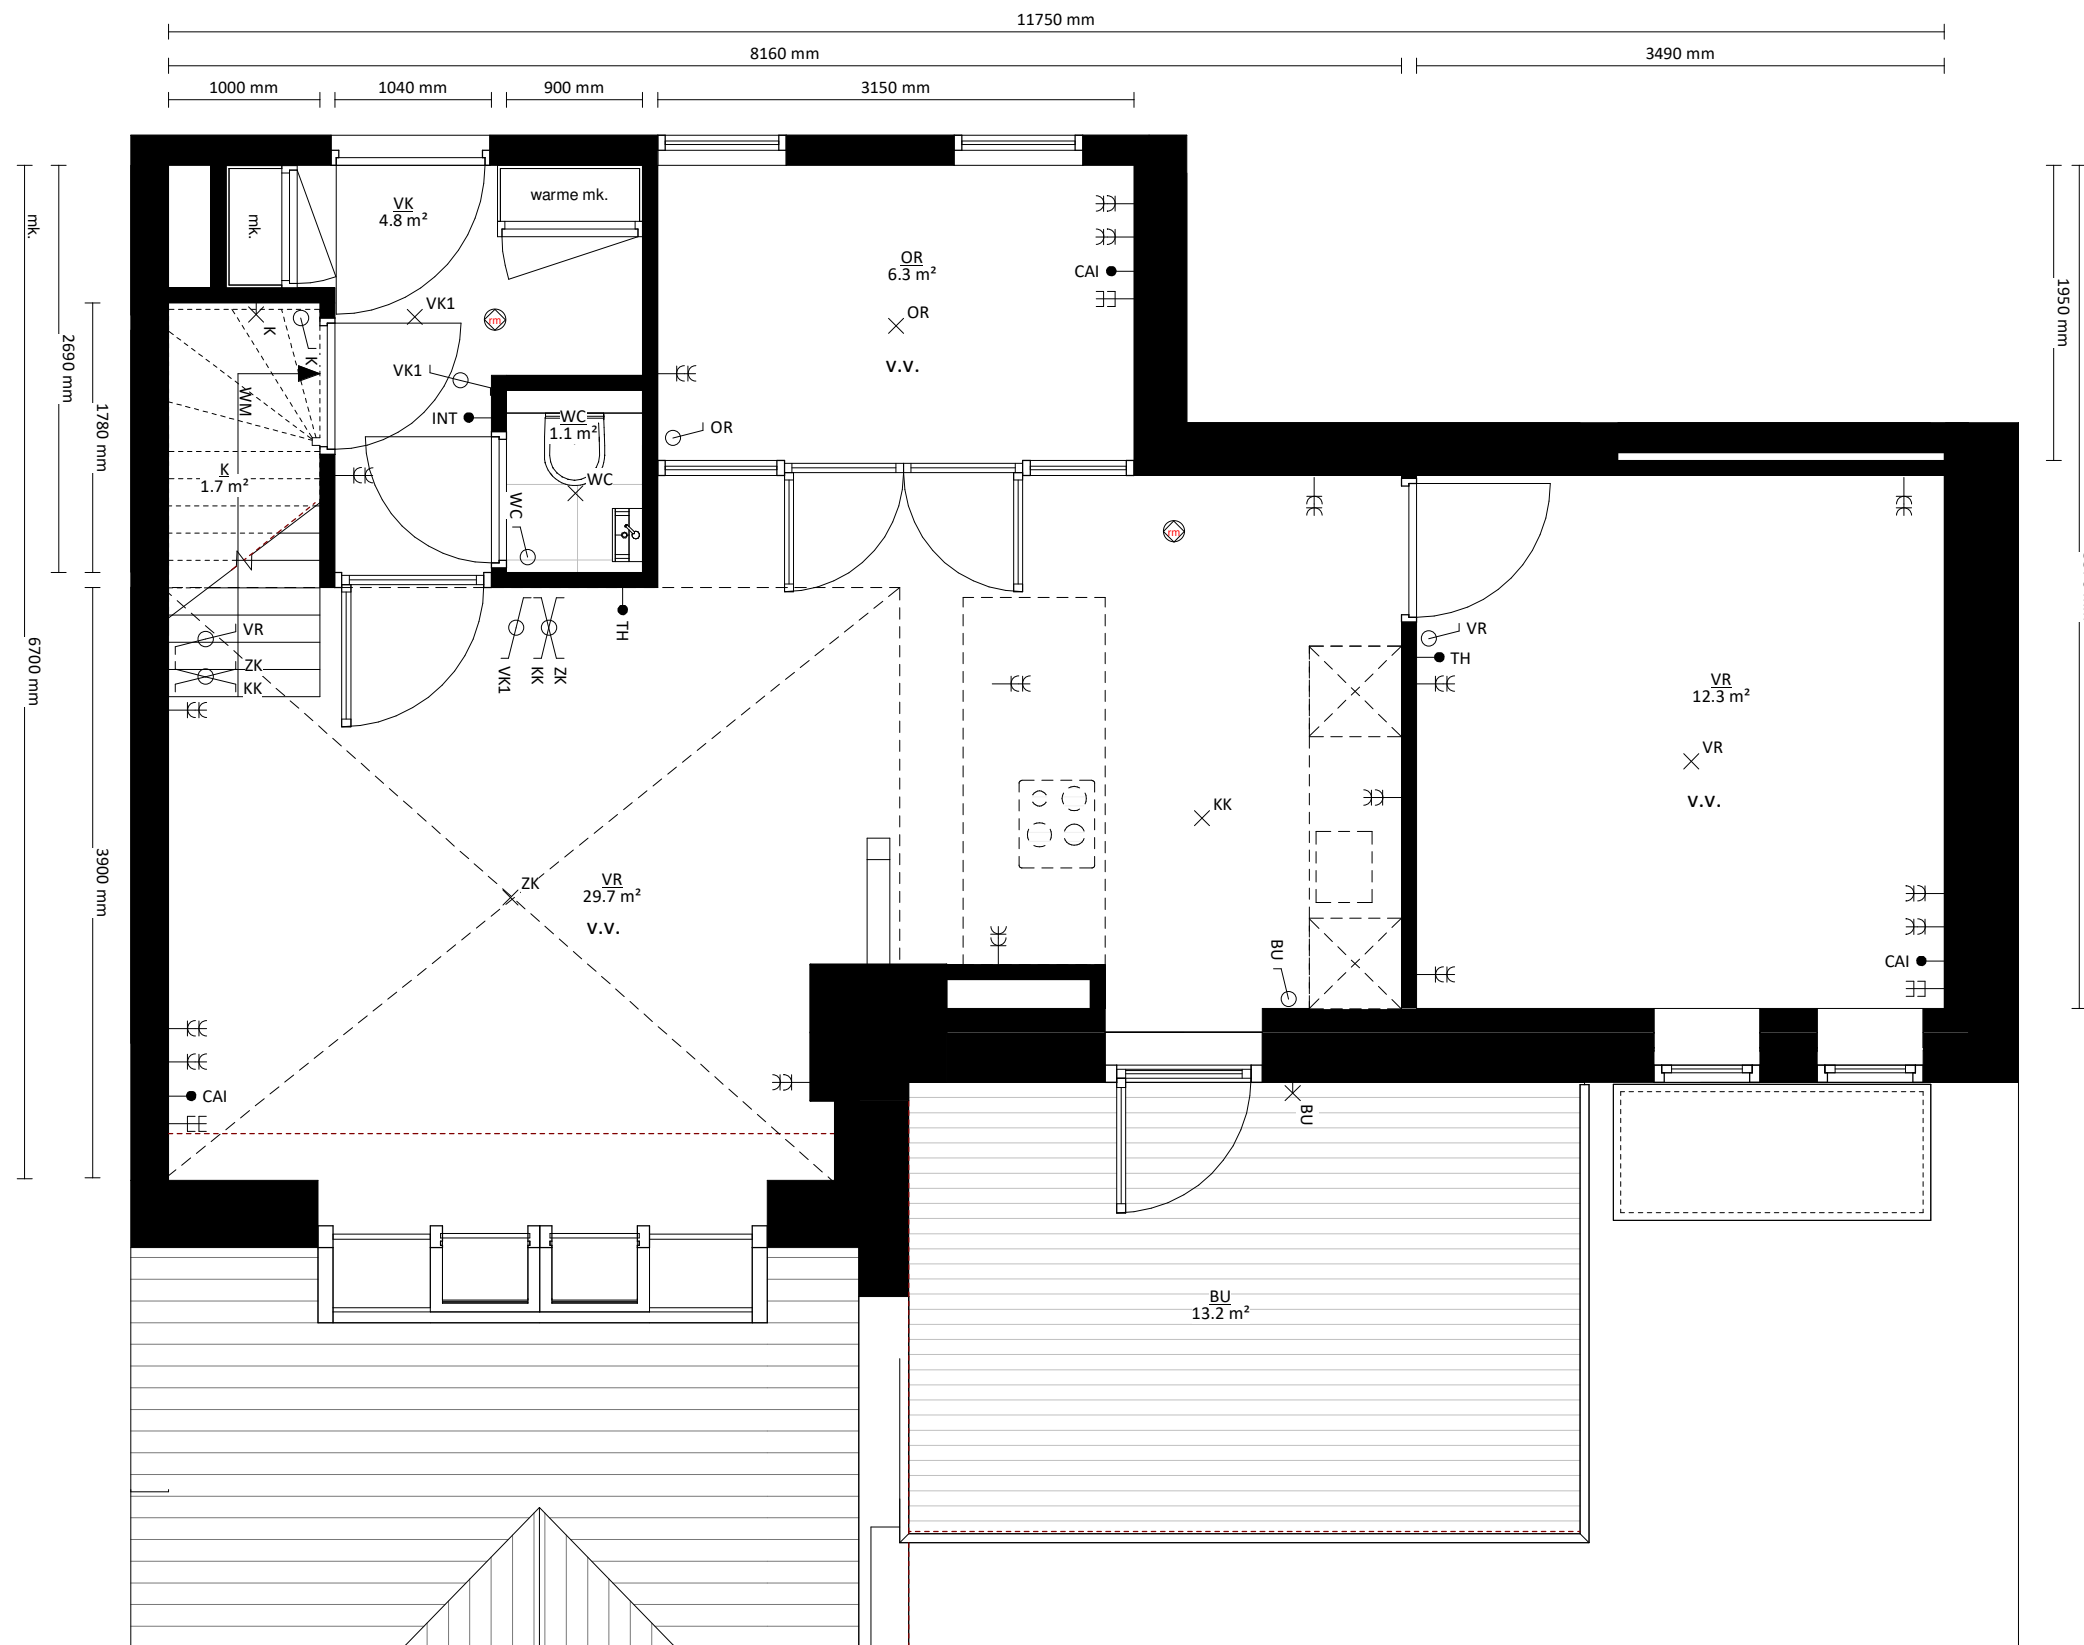 11750 mm
8160 mm
3490 mm
1000 mm
1040 mm
900 mm
3150 mm
mk.
2690 mm
1780 mm
6700 mm
3900 mm
1950 mm
mk.
VK
4.8 m²
warme mk.
VK1
rm
VK1
INT
K
K
WM
K
1.7 m²
WC
1.1 m²
WC
WC
OR
6.3 m²
OR
v.v.
OR
CAI
VR
ZK
KK
VK1
KK
ZK
TH
rm
VR
TH
VR
12.3 m²
VR
v.v.
KK
ZK
VR
29.7 m²
v.v.
BU
CAI
CAI
BU
BU
13.2 m²